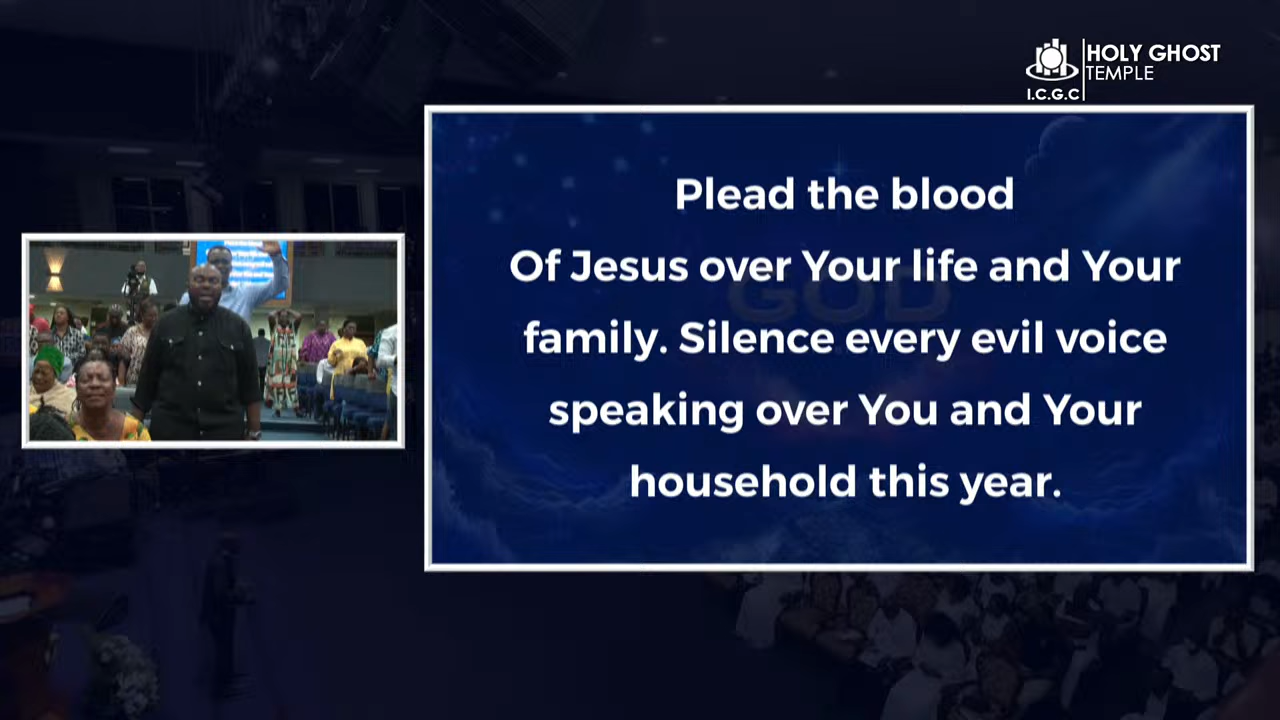 HOLY GHOST
TEMPLE
I.C.G.C
Plead the blood
Of Jesus over Your life and Your
family. Silence every evil voice
speaking over You and Your
household this year.
GOD